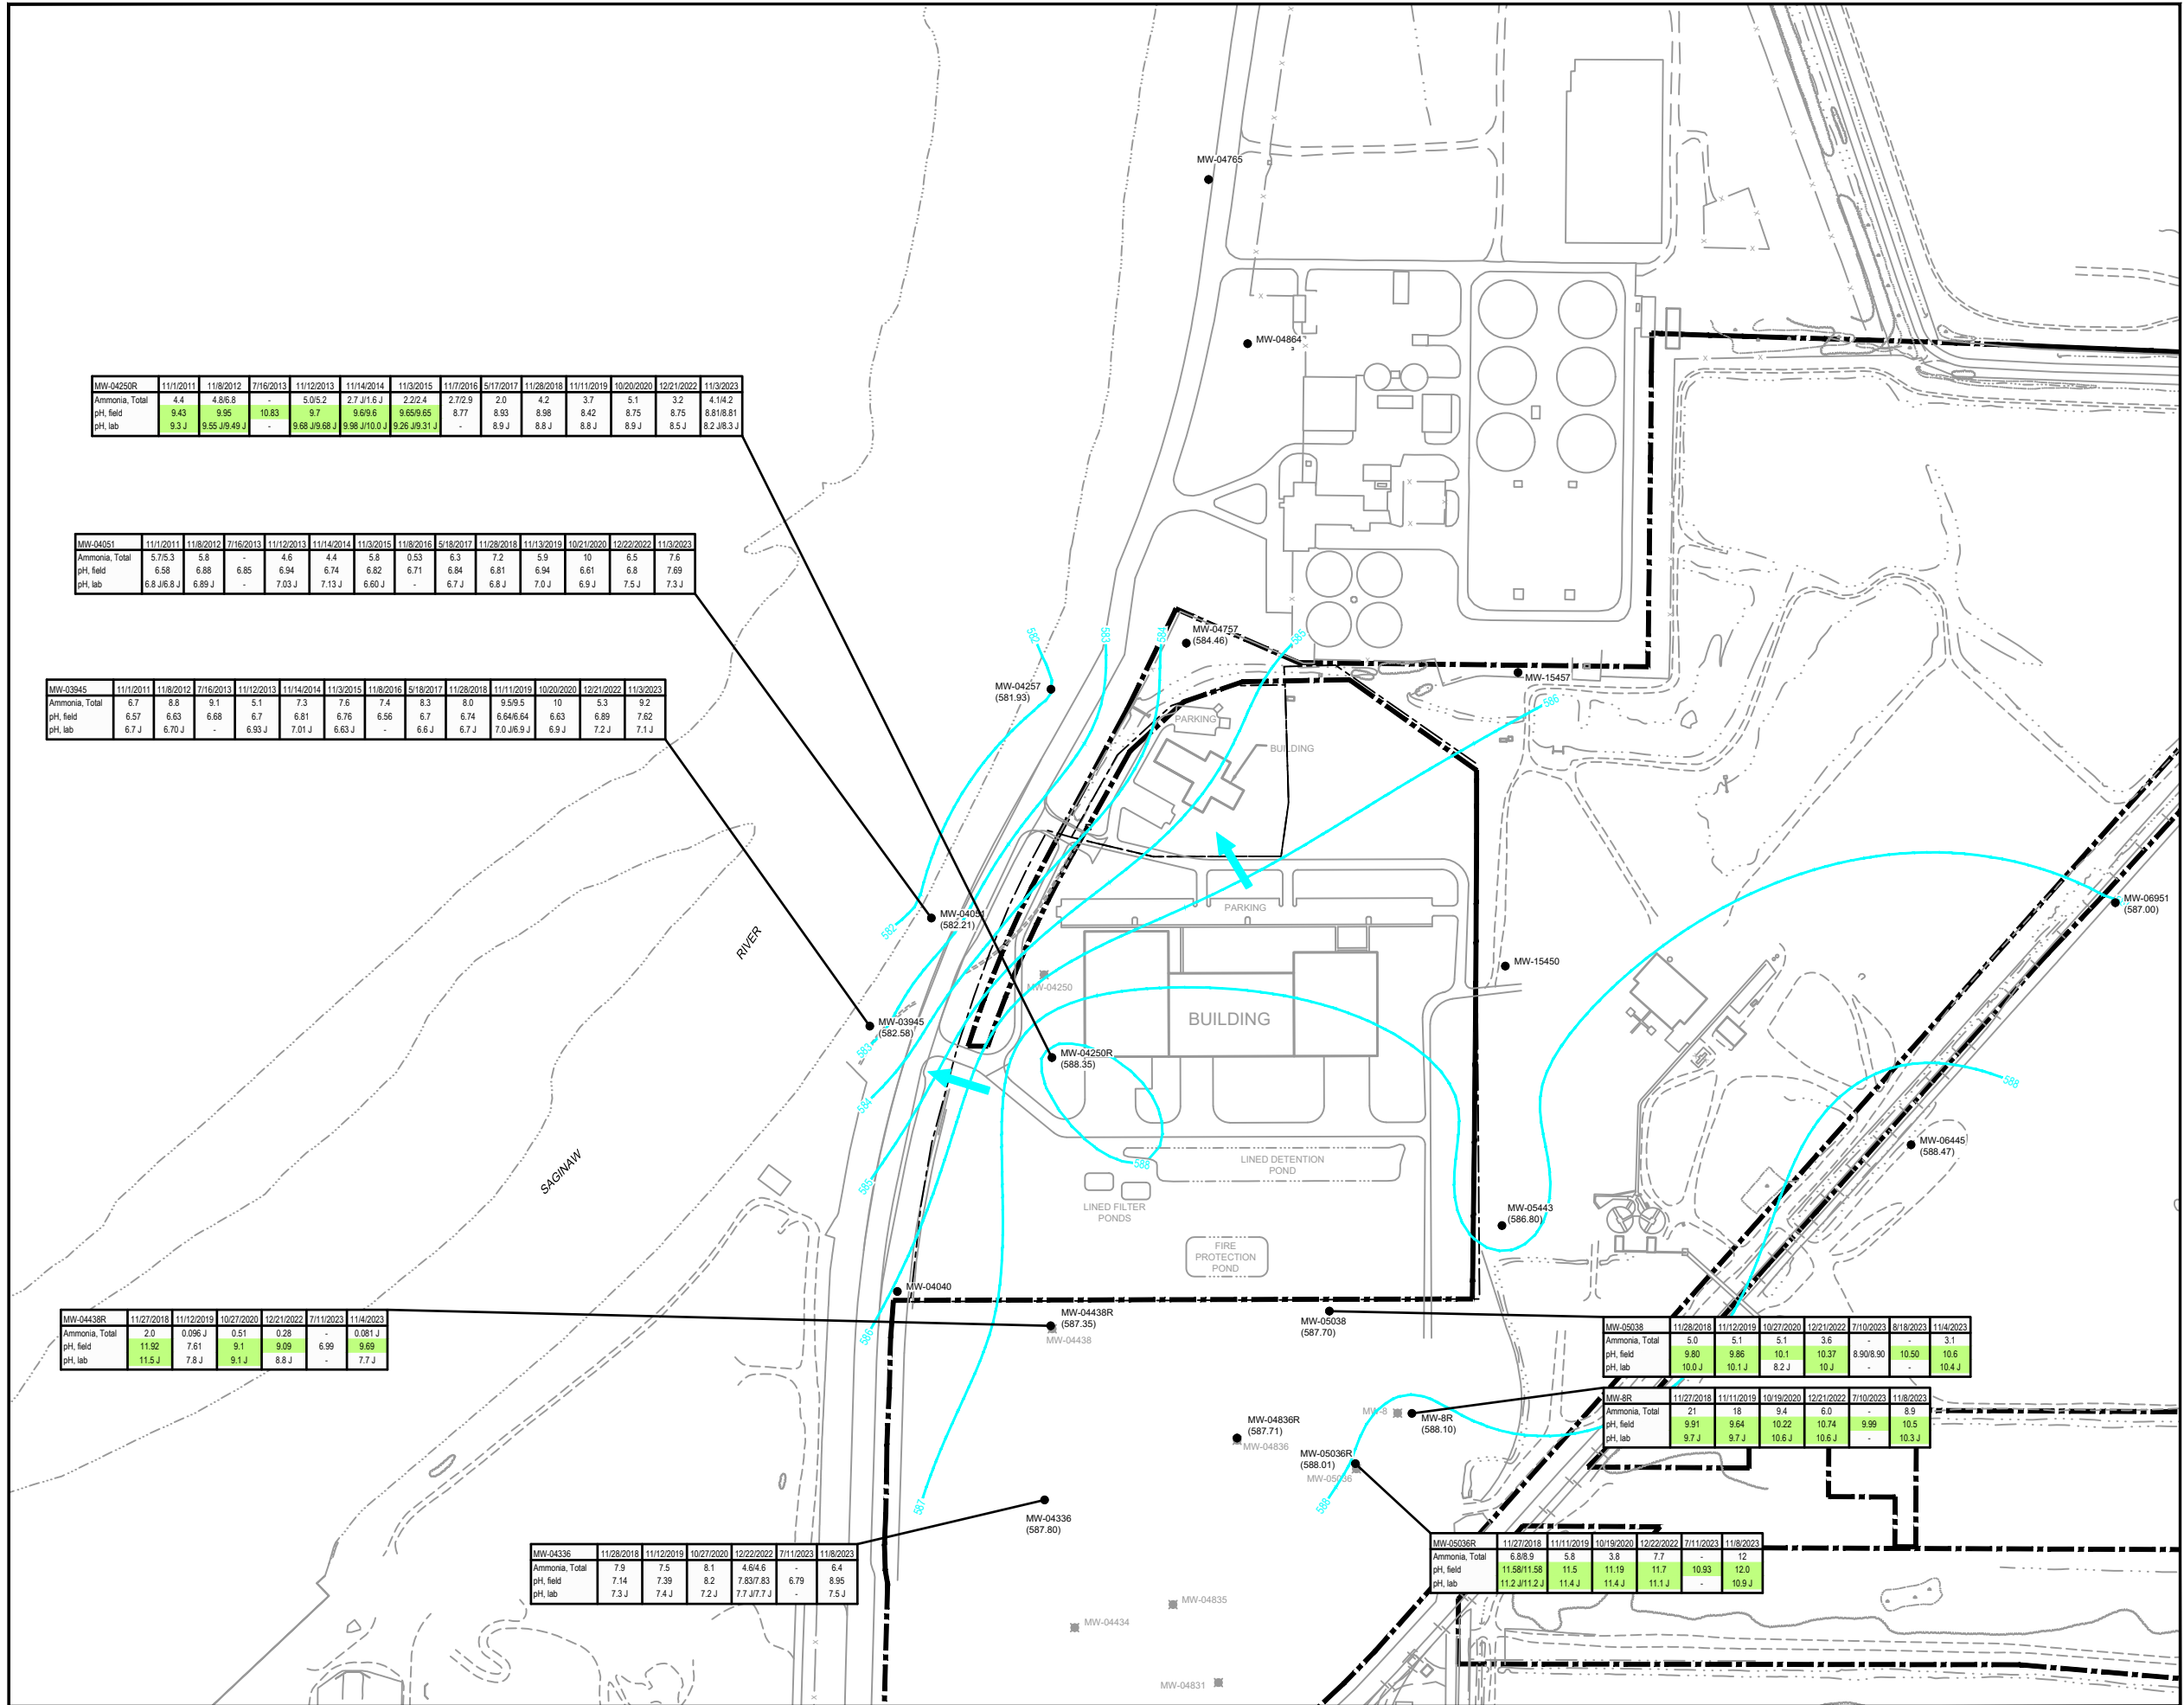 MW-04765
MW-04864
MW-04250R 11/1/2011 11/8/2012 7/16/2013 11/12/2013 11/14/2014 11/3/2015 11/7/2016 5/17/2017 11/28/2018 11/11/2019 10/20/2020 12/21/2022 11/3/2023
Ammonia, Total 4.4 4.8/6.8 - 5.0/5.2 2.7 J/1.6 J 2.2/2.4 2.7/2.9 2.0 4.2 3.7 5.1 3.2 4.1/4.2
pH, field 9.43 9.95 10.83 9.7 9.6/9.6 9.65/9.65 8.77 8.93 8.98 8.42 8.75 8.75 8.81/8.81
pH, lab 9.3 J 9.55 J/9.49 J - 9.68 J/9.68 J 9.98 J/10.0 J 9.26 J/9.31 J - 8.9 J 8.8 J 8.8 J 8.9 J 8.5 J 8.2 J/8.3 J
MW-04051 11/1/2011 11/8/2012 7/16/2013 11/12/2013 11/14/2014 11/3/2015 11/8/2016 5/18/2017 11/28/2018 11/13/2019 10/21/2020 12/22/2022 11/3/2023
Ammonia, Total 5.7/5.3 5.8 - 4.6 4.4 5.8 0.53 6.3 7.2 5.9 10 6.5 7.6
pH, field 6.58 6.88 6.85 6.94 6.74 6.82 6.71 6.84 6.81 6.94 6.61 6.8 7.69
pH, lab 6.8 J/6.8 J 6.89 J - 7.03 J 7.13 J 6.60 J - 6.7 J 6.8 J 7.0 J 6.9 J 7.5 J 7.3 J
MW-03945 11/1/2011 11/8/2012 7/16/2013 11/12/2013 11/14/2014 11/3/2015 11/8/2016 5/18/2017 11/28/2018 11/11/2019 10/20/2020 12/21/2022 11/3/2023
Ammonia, Total 6.7 8.8 9.1 5.1 7.3 7.6 7.4 8.3 8.0 9.5/9.5 10 5.3 9.2
pH, field 6.57 6.63 6.68 6.7 6.81 6.76 6.56 6.7 6.74 6.64/6.64 6.63 6.89 7.62
pH, lab 6.7 J 6.70 J - 6.93 J 7.01 J 6.63 J - 6.6 J 6.7 J 7.0 J/6.9 J 6.9 J 7.2 J 7.1 J
582
583
584
585
MW-04757
(584.46)
MW-15457
MW-04257
(581.93)
586
PARKING
BUILDING
MW-06951
(587.00)
PARKING
MW-04051
(582.21)
582
RIVER
MW-15450
MW-04250
BUILDING
MW-03945
(582.58)
583
MW-04250R
(588.35)
588
584
MW-06445
(588.47)
LINED DETENTION
POND
588
SAGINAW
585
LINED FILTER
PONDS
MW-05443
(586.80)
FIRE
PROTECTION
POND
MW-04040
MW-04438R
(587.35)
MW-04438
MW-05038
(587.70)
586
MW-04438R 11/27/2018 11/12/2019 10/27/2020 12/21/2022 7/11/2023 11/4/2023
Ammonia, Total 2.0 0.096 J 0.51 0.28 - 0.081 J
pH, field 11.92 7.61 9.1 9.09 6.99 9.69
pH, lab 11.5 J 7.8 J 9.1 J 8.8 J - 7.7 J
MW-05038 11/28/2018 11/12/2019 10/27/2020 12/21/2022 7/10/2023 8/18/2023 11/4/2023
Ammonia, Total 5.0 5.1 5.1 3.6 - - 3.1
pH, field 9.80 9.86 10.1 10.37 8.90/8.90 10.50 10.6
pH, lab 10.0 J 10.1 J 8.2 J 10 J - - 10.4 J
MW-8R 11/27/2018 11/11/2019 10/19/2020 12/21/2022 7/10/2023 11/8/2023
Ammonia, Total 21 18 9.4 6.0 - 8.9
pH, field 9.91 9.64 10.22 10.74 9.99 10.5
pH, lab 9.7 J 9.7 J 10.6 J 10.6 J - 10.3 J
MW-8
MW-8R
(588.10)
MW-04836R
(587.71)
MW-04836
MW-05036R
(588.01)
MW-05036
588
587
MW-04336
(587.80)
MW-04336 11/28/2018 11/12/2019 10/27/2020 12/22/2022 7/11/2023 11/8/2023
Ammonia, Total 7.9 7.5 8.1 4.6/4.6 - 6.4
pH, field 7.14 7.39 8.2 7.83/7.83 6.79 8.95
pH, lab 7.3 J 7.4 J 7.2 J 7.7 J/7.7 J - 7.5 J
MW-05036R 11/27/2018 11/11/2019 10/19/2020 12/22/2022 7/11/2023 11/8/2023
Ammonia, Total 6.8/8.9 5.8 3.8 7.7 - 12
pH, field 11.58/11.58 11.5 11.19 11.7 10.93 12.0
pH, lab 11.2 J/11.2 J 11.4 J 11.4 J 11.1 J - 10.9 J
MW-04835
MW-04434
MW-04831